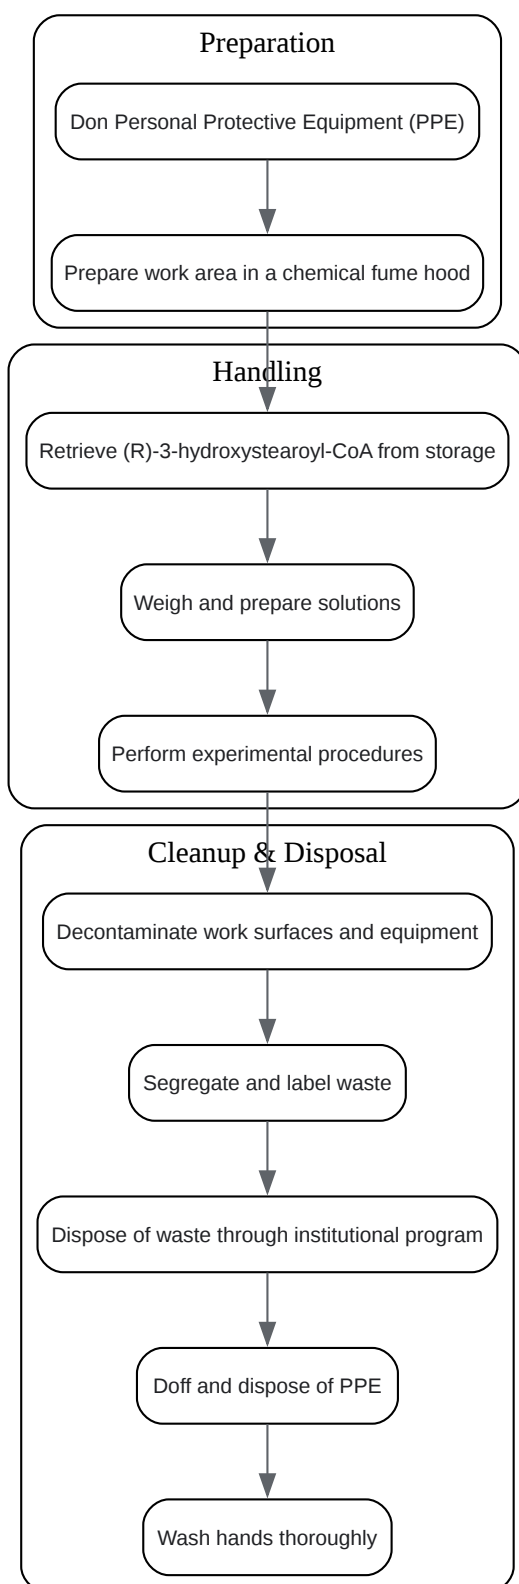 Preparation
Don Personal Protective Equipment (PPE)
Prepare work area in a chemical fume hood
Handling
Retrieve (R)-3-hydroxystearoyl-CoA from storage
Weigh and prepare solutions
Perform experimental procedures
Cleanup & Disposal
Decontaminate work surfaces and equipment
Segregate and label waste
Dispose of waste through institutional program
Doff and dispose of PPE
Wash hands thoroughly